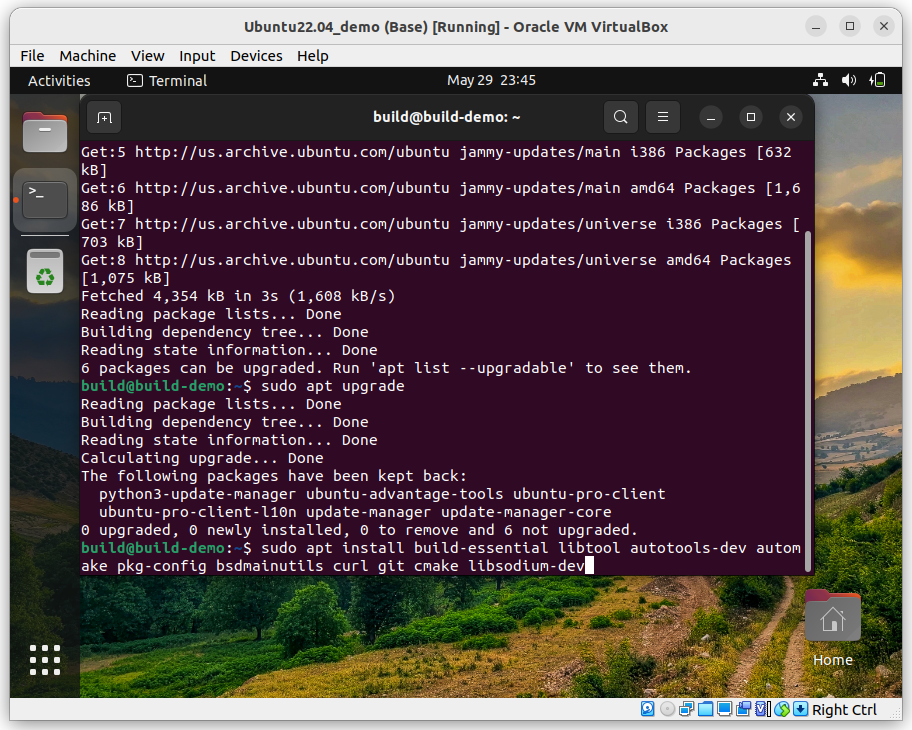 Ubuntu22.04_demo (Base) [Running] - Oracle VM VirtualBox
File Machine View Input Devices Help
Activities Terminal May 29 23:45
build@build-demo: ~
Get:5 http://us.archive.ubuntu.com/ubuntu jammy-updates/main i386 Packages [632
kB]
Get:6 http://us.archive.ubuntu.com/ubuntu jammy-updates/main amd64 Packages [1,6
86 kB]
Get:7 http://us.archive.ubuntu.com/ubuntu jammy-updates/universe i386 Packages [
703 kB]
Get:8 http://us.archive.ubuntu.com/ubuntu jammy-updates/universe amd64 Packages
[1,075 kB]
Fetched 4,354 kB in 3s (1,608 kB/s)
Reading package lists... Done
Building dependency tree... Done
Reading state information... Done
6 packages can be upgraded. Run 'apt list --upgradable' to see them.
build@build-demo:~$ sudo apt upgrade
Reading package lists... Done
Building dependency tree... Done
Reading state information... Done
Calculating upgrade... Done
The following packages have been kept back:
python3-update-manager ubuntu-advantage-tools ubuntu-pro-client
ubuntu-pro-client-l10n update-manager update-manager-core
0 upgraded, 0 newly installed, 0 to remove and 6 not upgraded.
build@build-demo:~$ sudo apt install build-essential libtool autotools-dev autom
ake pkg-config bsdmainutils curl git cmake libsodium-dev
Home
Right Ctrl